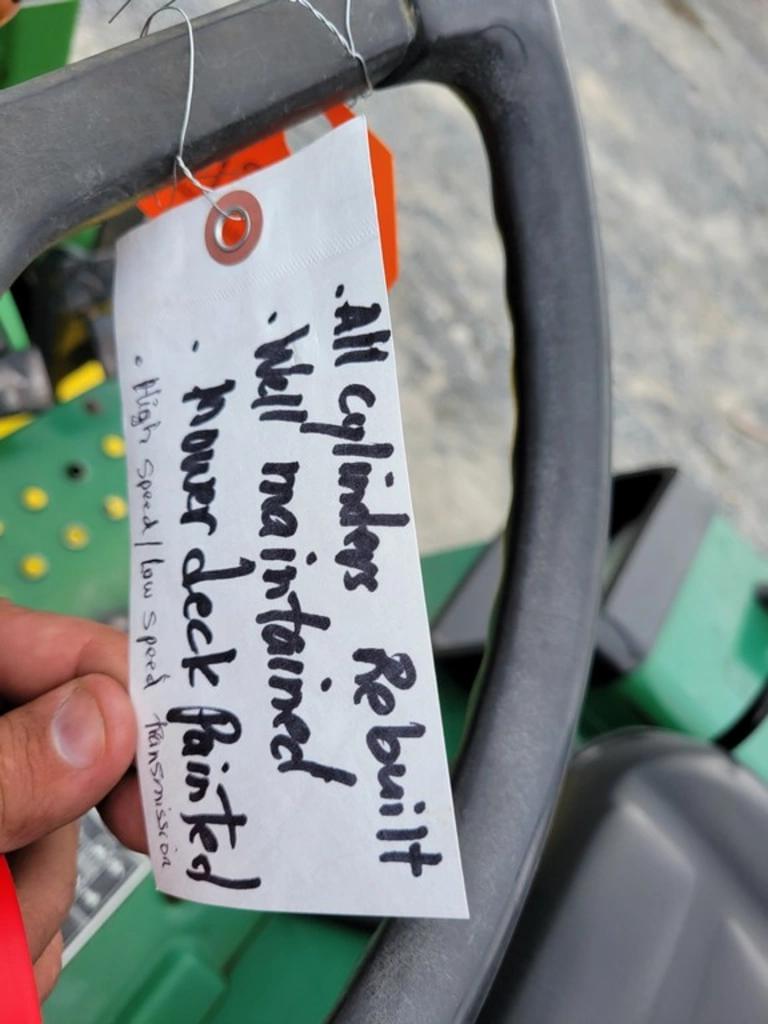 · All cylinders Rebuilt
· Well maintained
· Mower deck Painted
· High Speed/Low Speed Transmission